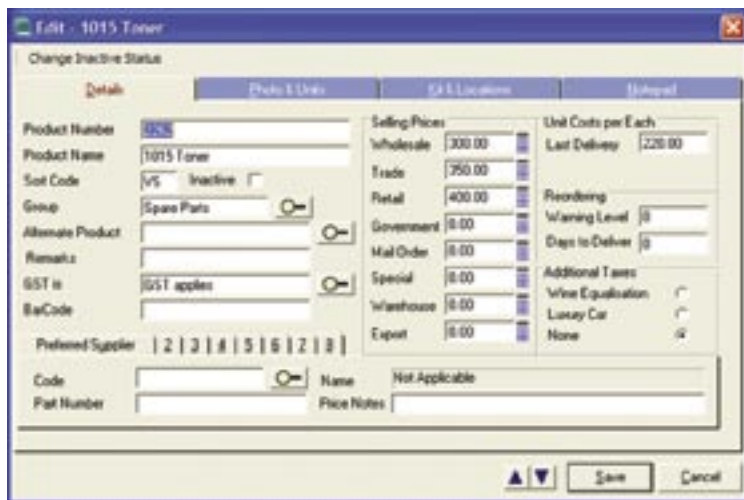 Edit - 1015 Toner
Change Inactive Status
Details
Photo & Units
Kit & Locations
Notepad
Product Number
Product Name 1015 Toner
Sort Code VS Inactive
Group Spare Parts
Alternate Product
Remarks
GST is GST applies
BarCode
Selling Prices
Wholesale 300.00
Trade 350.00
Retail 400.00
Government 0.00
Mail Order 0.00
Special 0.00
Warehouse 0.00
Export 0.00
Unit Costs per Each
Last Delivery 220.00
Reordering
Warning Level 0
Days to Deliver 0
Additional Taxes
Wine Equalisation
Luxury Car
None
Preferred Supplier | 2 | 3 | 4 | 5 | 6 | 7 | 8 |
Code
Name Not Applicable
Part Number
Price Notes
Save
Cancel